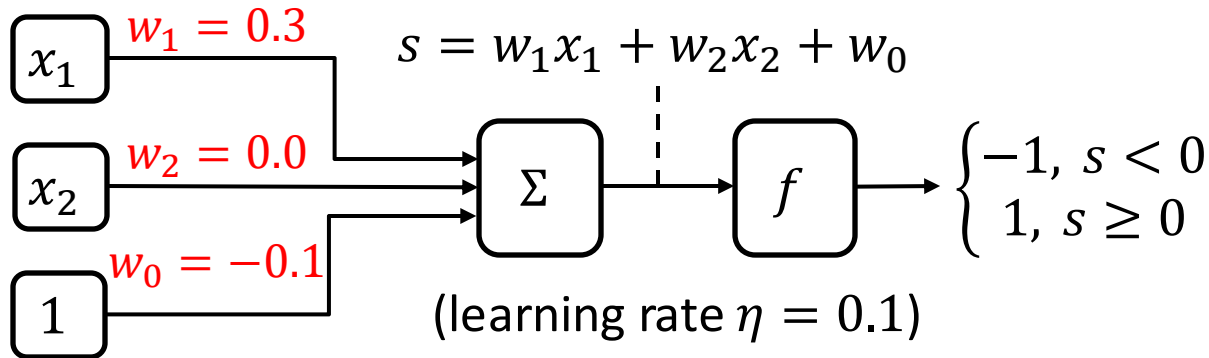 x₁
w₁ = 0.3
s = w₁x₁ + w₂x₂ + w₀
x₂
w₂ = 0.0
Σ
f
−1, s < 0
1, s ≥ 0
1
w₀ = −0.1
(learning rate η = 0.1)